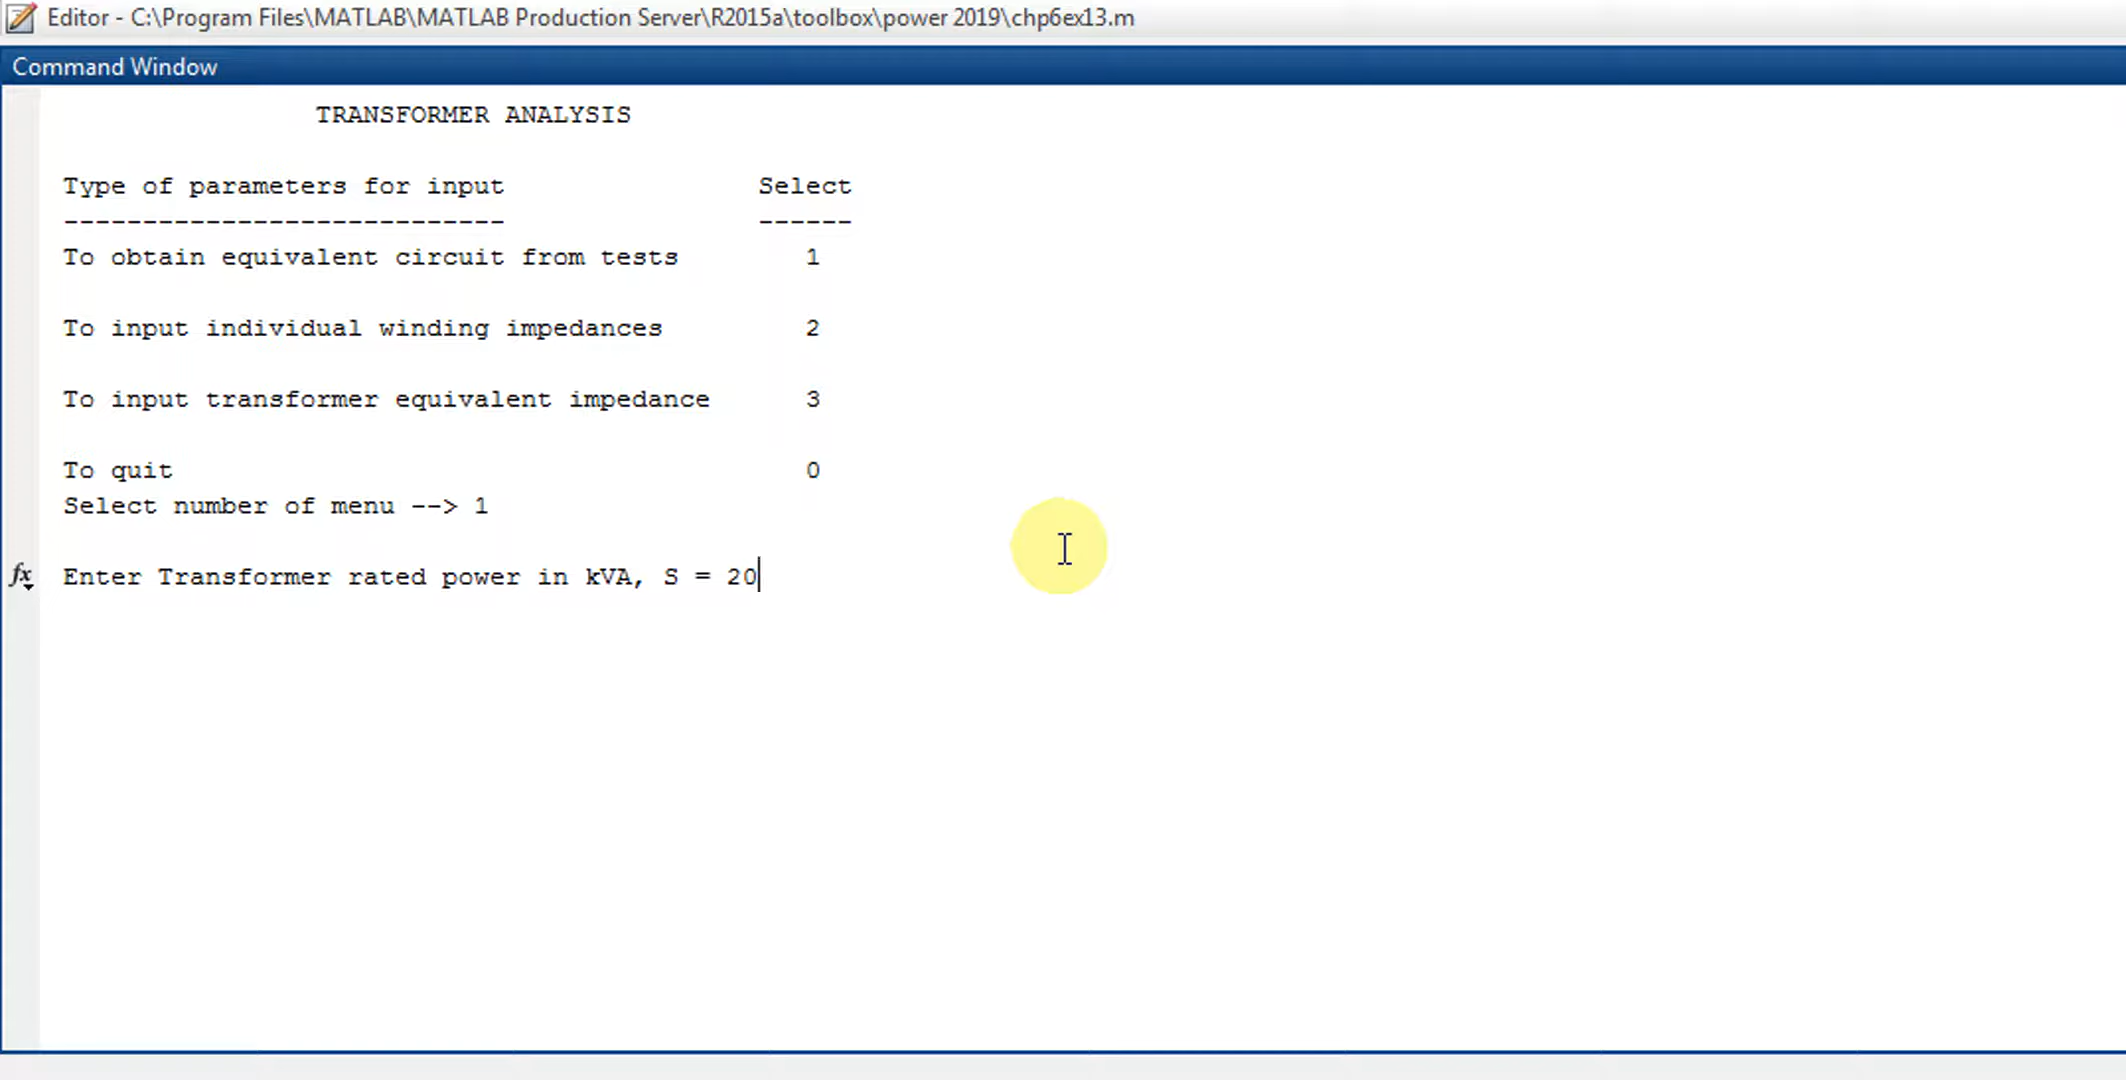 Editor - C:\Program Files\MATLAB\MATLAB Production Server\R2015a\toolbox\power 2019\chp6ex13.m
Command Window
TRANSFORMER ANALYSIS
Type of parameters for input Select
---------------------------- ------
To obtain equivalent circuit from tests 1
To input individual winding impedances 2
To input transformer equivalent impedance 3
To quit 0
Select number of menu --> 1
fx Enter Transformer rated power in kVA, S = 20